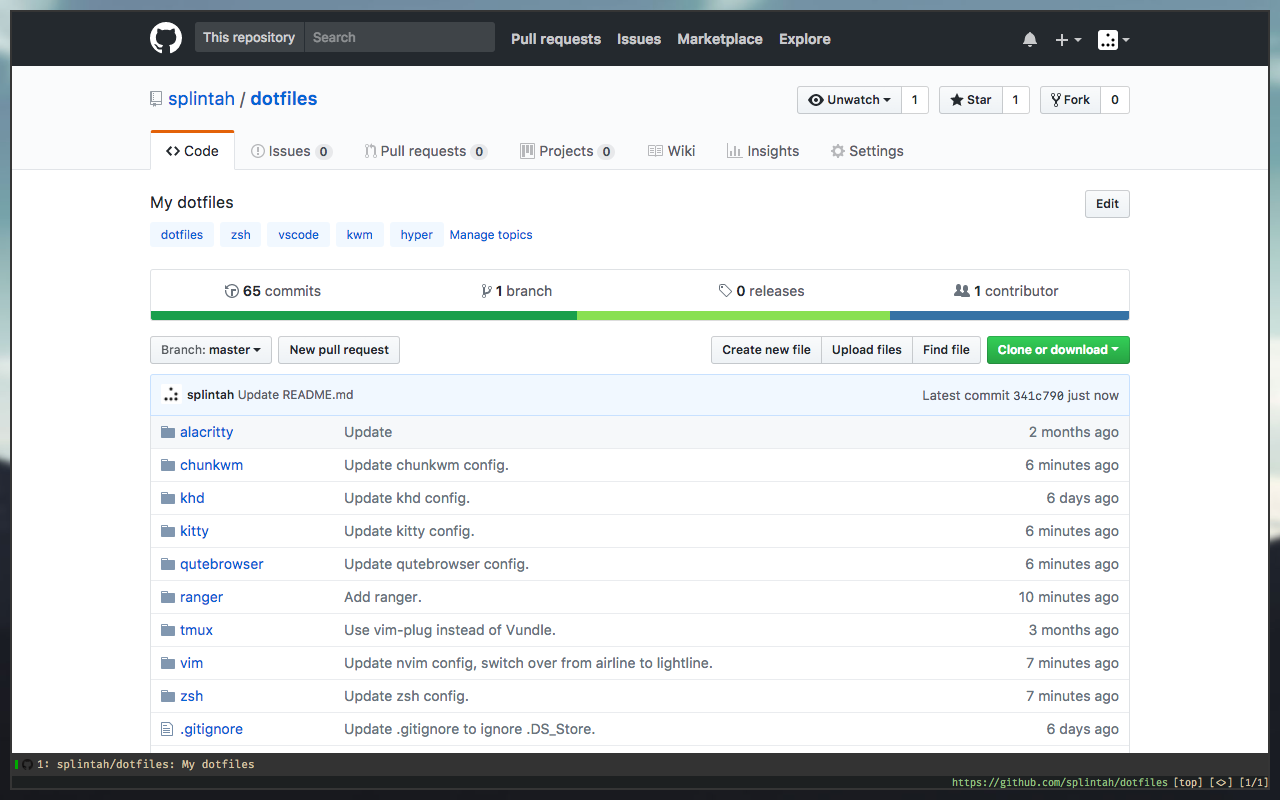 This repository Search Pull requests Issues Marketplace Explore
splintah / dotfiles Unwatch 1 Star 1 Fork 0
Code Issues 0 Pull requests 0 Projects 0 Wiki Insights Settings
My dotfiles Edit
dotfiles zsh vscode kwm hyper Manage topics
65 commits 1 branch 0 releases 1 contributor
Branch: master New pull request Create new file Upload files Find file Clone or download
splintah Update README.md Latest commit 341c790 just now
alacritty Update 2 months ago
chunkwm Update chunkwm config. 6 minutes ago
khd Update khd config. 6 days ago
kitty Update kitty config. 6 minutes ago
qutebrowser Update qutebrowser config. 6 minutes ago
ranger Add ranger. 10 minutes ago
tmux Use vim-plug instead of Vundle. 3 months ago
vim Update nvim config, switch over from airline to lightline. 7 minutes ago
zsh Update zsh config. 7 minutes ago
.gitignore Update .gitignore to ignore .DS_Store. 6 days ago
1: splintah/dotfiles: My dotfiles
https://github.com/splintah/dotfiles [top] [<>] [1/1]